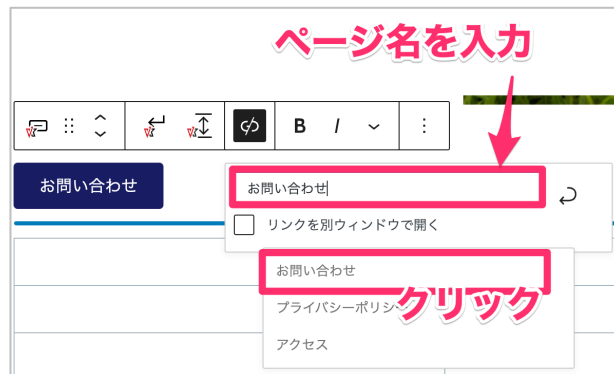 ページ名を入力
B I
お問い合わせ
お問い合わせ
リンクを別ウィンドウで開く
お問い合わせ
クリック
プライバシーポリシー
アクセス